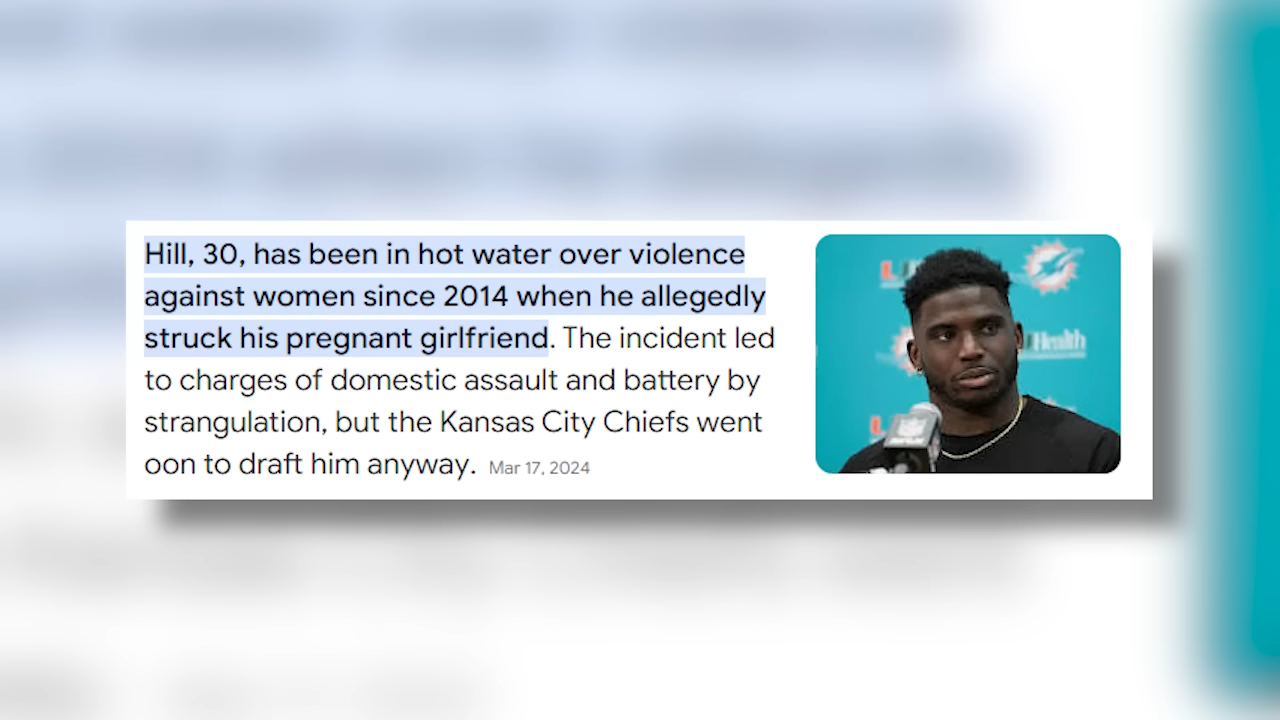 Hill, 30, has been in hot water over violence
against women since 2014 when he allegedly
struck his pregnant girlfriend. The incident led
to charges of domestic assault and battery by
strangulation, but the Kansas City Chiefs went
oon to draft him anyway. Mar 17, 2024
Health